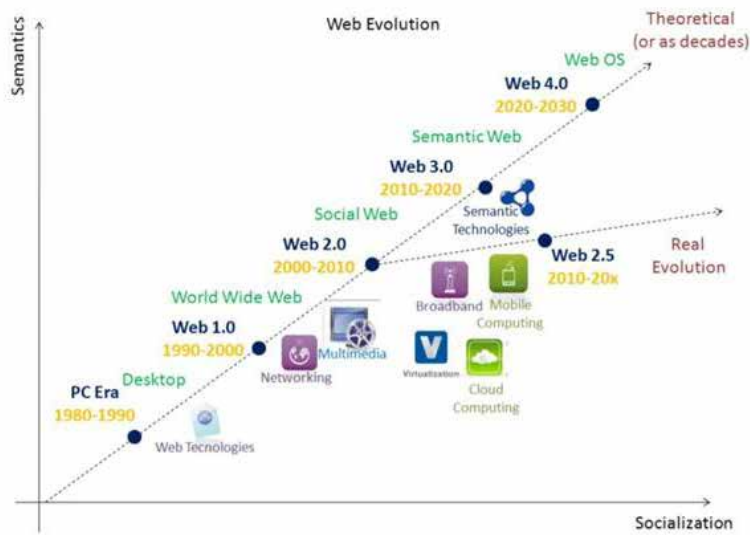 Web Evolution
Theoretical
(or as decades)
Semantics
Web OS
Web 4.0
2020-2030
Semantic Web
Web 3.0
2010-2020
Semantic
Technologies
Social Web
Web 2.0
2000-2010
Real
Evolution
Web 2.5
2010-20x
Broadband
Mobile
Computing
World Wide Web
Web 1.0
1990-2000
Networking
Multimedia
V
Virtualization
Cloud
Computing
Desktop
PC Era
1980-1990
Web Tecnologies
Socialization